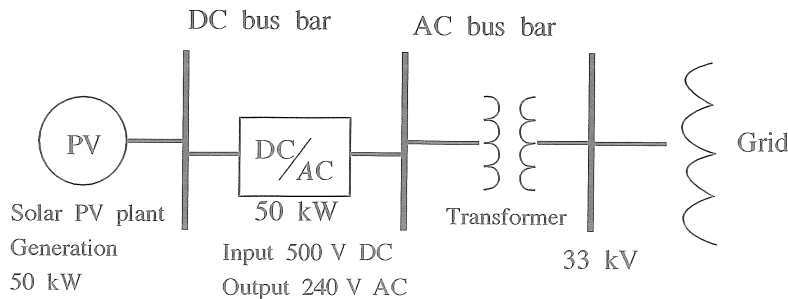 DC bus bar
AC bus bar
PV
DC/AC
Grid
50 kW
Solar PV plant
Generation
50 kW
Transformer
Input 500 V DC
Output 240 V AC
33 kV